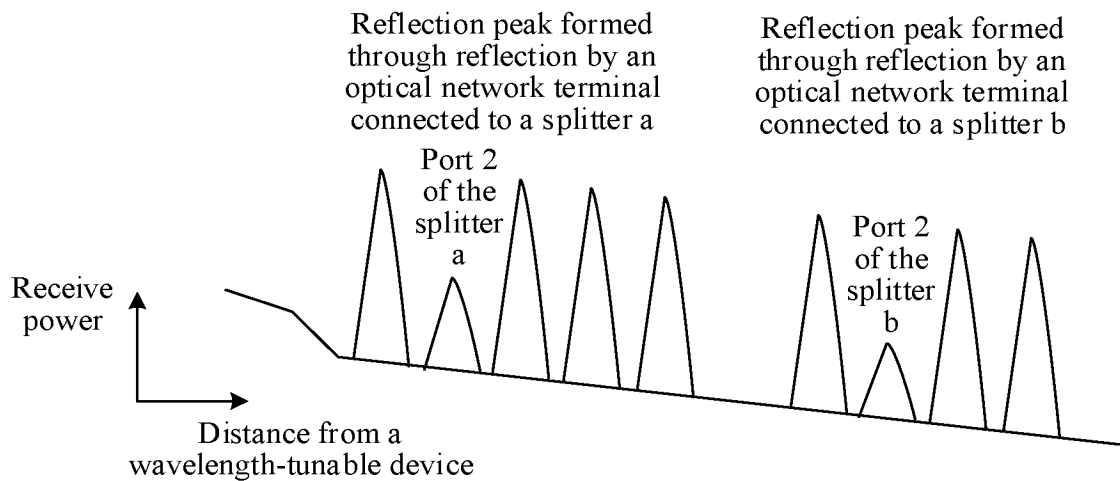 Reflection peak formed
through reflection by an
optical network terminal
connected to a splitter a
Reflection peak formed
through reflection by an
optical network terminal
connected to a splitter b
Port 2
of the
splitter
a
Port 2
of the
splitter
b
Receive
power
Distance from a
wavelength-tunable device